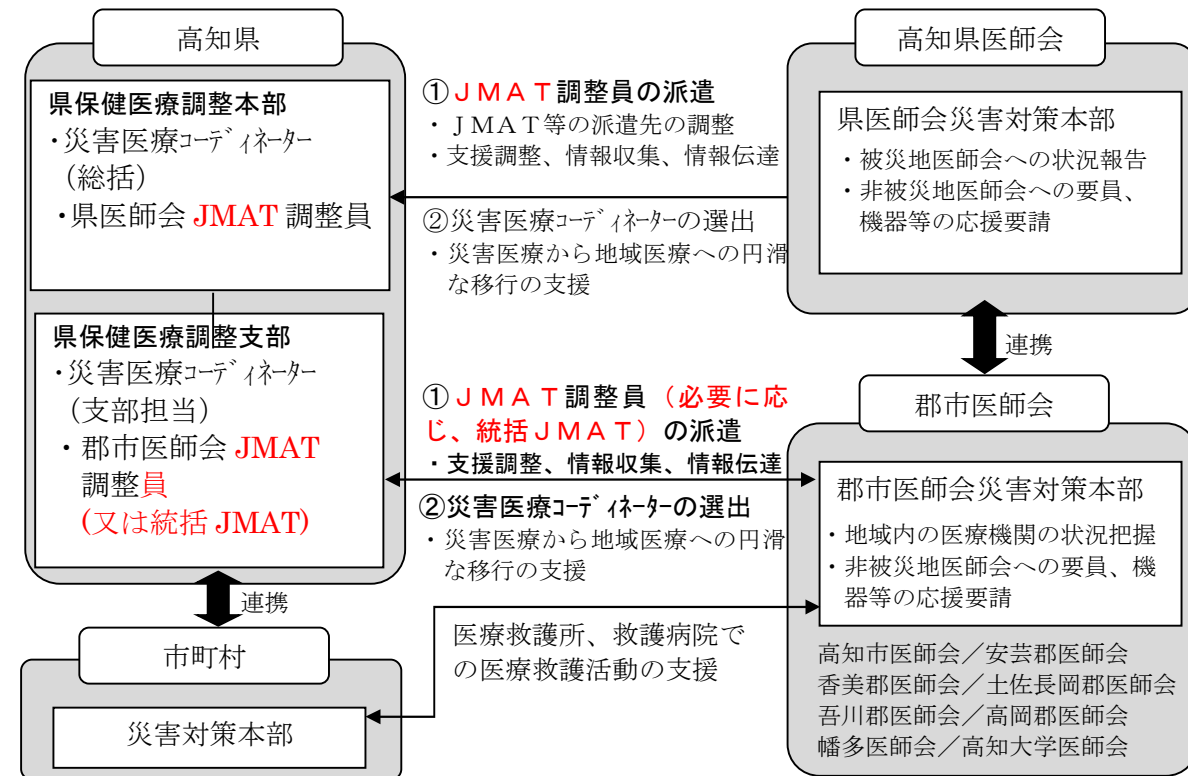 高知県
県保健医療調整本部
・災害医療ｺｰﾃﾞｨﾈｰﾀｰ
(総括)
・県医師会 JMAT 調整員
県保健医療調整支部
・災害医療ｺｰﾃﾞｨﾈｰﾀｰ
(支部担当)
・郡市医師会 JMAT
調整員
(又は統括 JMAT)
連携
市町村
災害対策本部
①ＪＭＡＴ調整員の派遣
・ＪＭＡＴ等の派遣先の調整
・支援調整、情報収集、情報伝達
②災害医療ｺｰﾃﾞｨﾈｰﾀｰの選出
・災害医療から地域医療への円滑
な移行の支援
①ＪＭＡＴ調整員（必要に応
じ、統括ＪＭＡＴ）の派遣
・支援調整、情報収集、情報伝達
②災害医療ｺｰﾃﾞｨﾈｰﾀｰの選出
・災害医療から地域医療への円滑
な移行の支援
医療救護所、救護病院で
の医療救護活動の支援
高知県医師会
県医師会災害対策本部
・被災地医師会への状況報告
・非被災地医師会への要員、
機器等の応援要請
連携
郡市医師会
郡市医師会災害対策本部
・地域内の医療機関の状況把握
・非被災地医師会への要員、機
器等の応援要請
高知市医師会／安芸郡医師会
香美郡医師会／土佐長岡郡医師会
吾川郡医師会／高岡郡医師会
幡多医師会／高知大学医師会